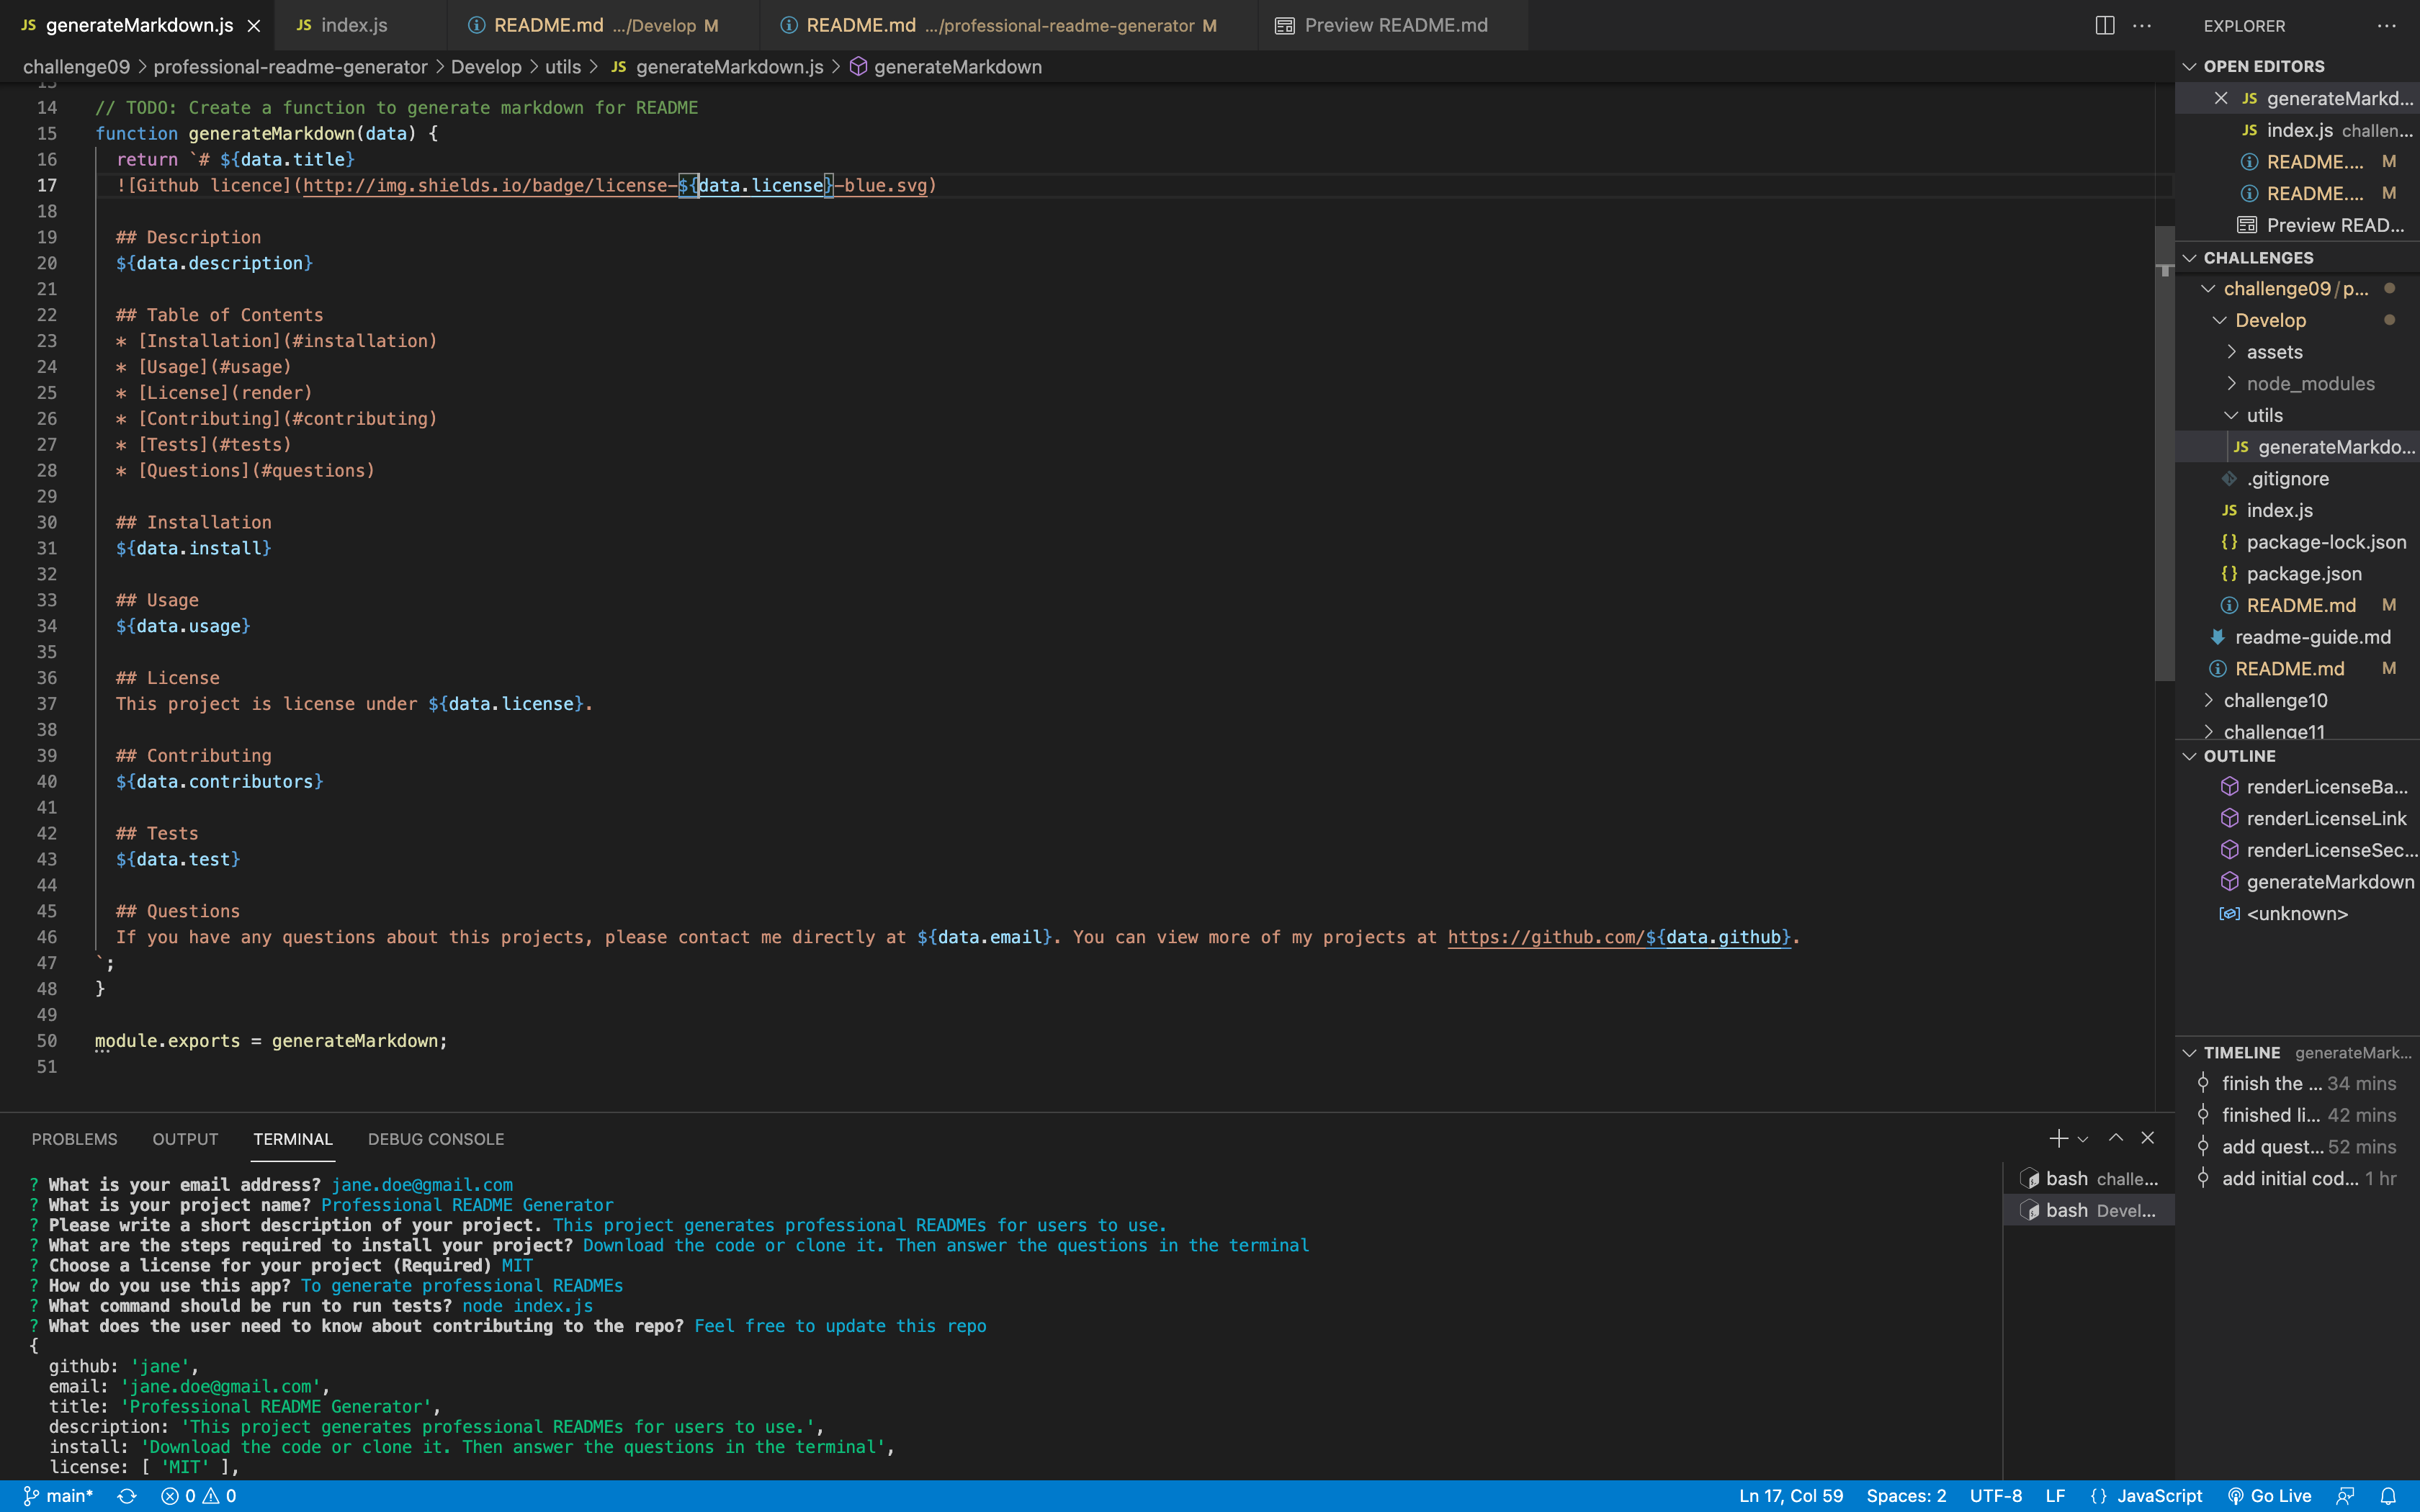 JS generateMarkdown.js
JS index.js
README.md .../Develop M
README.md .../professional-readme-generator M
Preview README.md
challenge09 > professional-readme-generator > Develop > utils > JS generateMarkdown.js > generateMarkdown
13
14 // TODO: Create a function to generate markdown for README
15 function generateMarkdown(data) {
16 return `# ${data.title}
17 ![Github licence](http://img.shields.io/badge/license-${data.license}-blue.svg)
18
19 ## Description
20 ${data.description}
21
22 ## Table of Contents
23 * [Installation](#installation)
24 * [Usage](#usage)
25 * [License](render)
26 * [Contributing](#contributing)
27 * [Tests](#tests)
28 * [Questions](#questions)
29
30 ## Installation
31 ${data.install}
32
33 ## Usage
34 ${data.usage}
35
36 ## License
37 This project is license under ${data.license}.
38
39 ## Contributing
40 ${data.contributors}
41
42 ## Tests
43 ${data.test}
44
45 ## Questions
46 If you have any questions about this projects, please contact me directly at ${data.email}. You can view more of my projects at https://github.com/${data.github}.
47 `;
48 }
49
50 module.exports = generateMarkdown;
51
PROBLEMS OUTPUT TERMINAL DEBUG CONSOLE
? What is your email address? jane.doe@gmail.com
? What is your project name? Professional README Generator
? Please write a short description of your project. This project generates professional READMEs for users to use.
? What are the steps required to install your project? Download the code or clone it. Then answer the questions in the terminal
? Choose a license for your project (Required) MIT
? How do you use this app? To generate professional READMEs
? What command should be run to run tests? node index.js
? What does the user need to know about contributing to the repo? Feel free to update this repo
{
github: 'jane',
email: 'jane.doe@gmail.com',
title: 'Professional README Generator',
description: 'This project generates professional READMEs for users to use.',
install: 'Download the code or clone it. Then answer the questions in the terminal',
license: [ 'MIT' ],
bash challe...
bash Devel...
EXPLORER
OPEN EDITORS
JS generateMarkd...
JS index.js challen...
README.... M
README.... M
Preview READ...
CHALLENGES
challenge09/p...
Develop
assets
node_modules
utils
JS generateMarkdo...
.gitignore
JS index.js
{} package-lock.json
{} package.json
README.md M
readme-guide.md
README.md M
challenge10
challenge11
OUTLINE
renderLicenseBa...
renderLicenseLink
renderLicenseSec...
generateMarkdown
<unknown>
TIMELINE generateMark...
finish the ... 34 mins
finished li... 42 mins
add quest... 52 mins
add initial cod... 1 hr
main* 0 0
Ln 17, Col 59 Spaces: 2 UTF-8 LF {} JavaScript Go Live